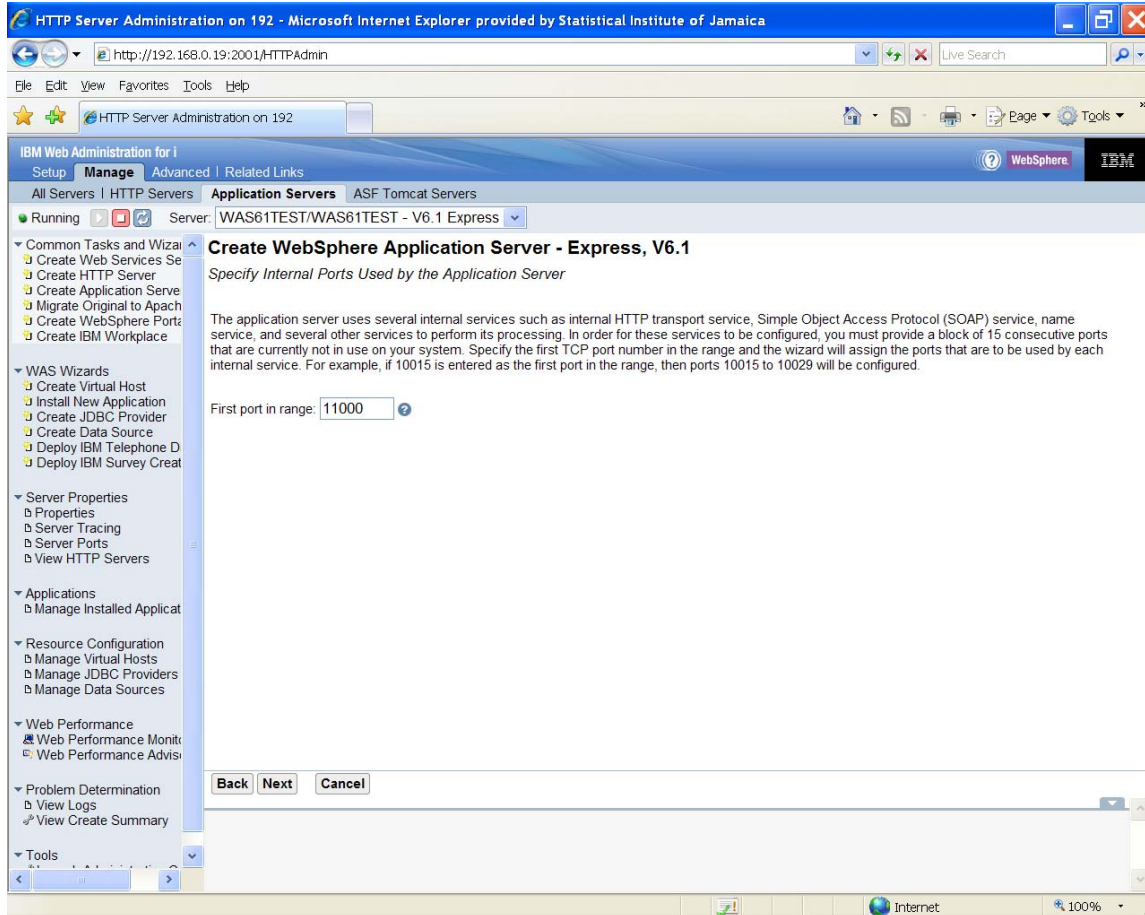 HTTP Server Administration on 192 - Microsoft Internet Explorer provided by Statistical Institute of Jamaica
http://192.168.0.19:2001/HTTPAdmin
Live Search
File Edit View Favorites Tools Help
HTTP Server Administration on 192
Page Tools
IBM Web Administration for i
Setup Manage Advanced | Related Links
WebSphere.
IBM
All Servers | HTTP Servers Application Servers ASF Tomcat Servers
Running Server: WAS61TEST/WAS61TEST - V6.1 Express
Common Tasks and Wizar
Create Web Services Se
Create HTTP Server
Create Application Serve
Migrate Original to Apach
Create WebSphere Porta
Create IBM Workplace
WAS Wizards
Create Virtual Host
Install New Application
Create JDBC Provider
Create Data Source
Deploy IBM Telephone D
Deploy IBM Survey Creat
Server Properties
Properties
Server Tracing
Server Ports
View HTTP Servers
Applications
Manage Installed Applicat
Resource Configuration
Manage Virtual Hosts
Manage JDBC Providers
Manage Data Sources
Web Performance
Web Performance Monito
Web Performance Adviso
Problem Determination
View Logs
View Create Summary
Tools
Create WebSphere Application Server - Express, V6.1
Specify Internal Ports Used by the Application Server
The application server uses several internal services such as internal HTTP transport service, Simple Object Access Protocol (SOAP) service, name
service, and several other services to perform its processing. In order for these services to be configured, you must provide a block of 15 consecutive ports
that are currently not in use on your system. Specify the first TCP port number in the range and the wizard will assign the ports that are to be used by each
internal service. For example, if 10015 is entered as the first port in the range, then ports 10015 to 10029 will be configured.
First port in range: 11000
Back Next Cancel
Internet
100%